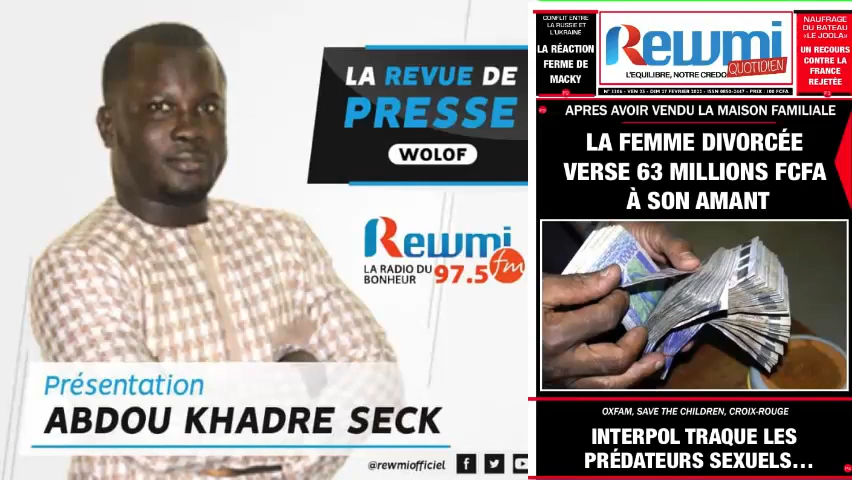 LA REVUE DE
PRESSE
WOLOF
Rewmi fm
LA RADIO DU
BONHEUR
97.5
Présentation
ABDOU KHADRE SECK
@rewmiofficiel
CONFLIT ENTRE
LA RUSSIE ET
L'UKRAINE
LA RÉACTION
FERME DE
MACKY
Rewmi
QUOTIDIEN
L'EQUILIBRE, NOTRE CREDO
NAUFRAGE
DU BATEAU
«LE JOOLA»
UN RECOURS
CONTRE LA
FRANCE
REJETÉE
APRES AVOIR VENDU LA MAISON FAMILIALE
LA FEMME DIVORCÉE
VERSE 63 MILLIONS FCFA
À SON AMANT
OXFAM, SAVE THE CHILDREN, CROIX-ROUGE
INTERPOL TRAQUE LES
PRÉDATEURS SEXUELS…